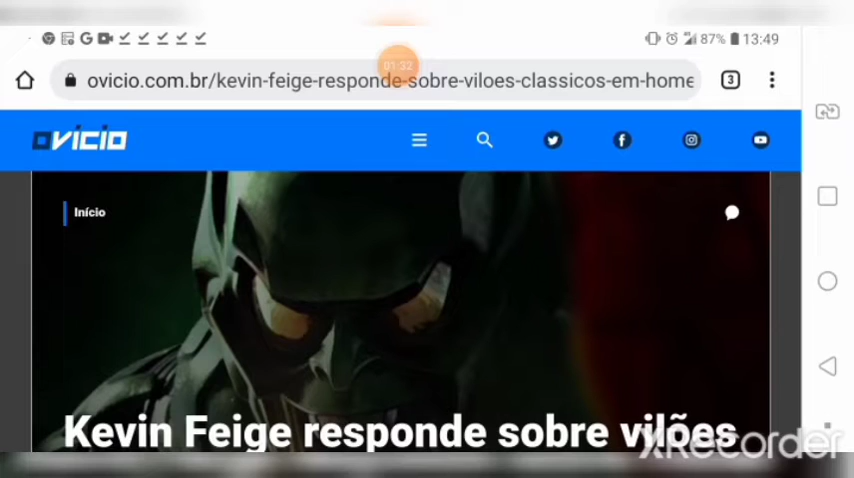 87% 13:49
01:32
ovicio.com.br/kevin-feige-responde-sobre-viloes-classicos-em-home
3
ovicio
Início
Kevin Feige responde sobre vilões
XRecorder